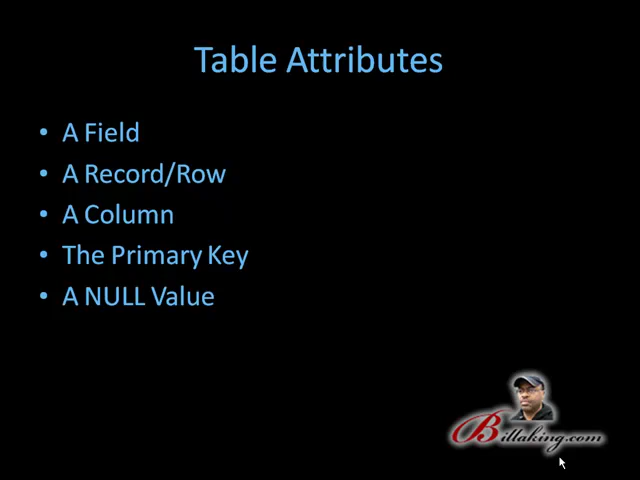 Table Attributes
• A Field
• A Record/Row
• A Column
• The Primary Key
• A NULL Value
Billaking.com